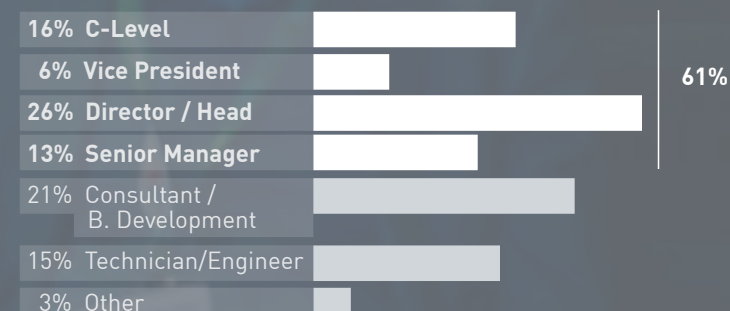 16% C-Level
6% Vice President
26% Director / Head
13% Senior Manager
61%
21% Consultant /
B. Development
15% Technician/Engineer
3% Other